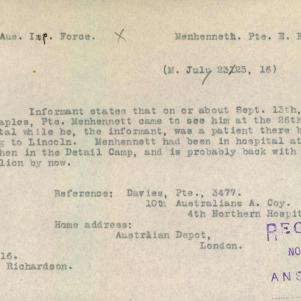 Aus. Imp. Force. X Menhenneth. Pte. E. H
(M. July 23/25, 16)
Informant states that on or about Sept. 15th,
aples, Pte. Menhennett came to see him at the 26th
tal while he, the informant, was a patient there b
g to Lincoln. Menhennett had been in hospital at
hen in the Detail Camp, and is probably back with
lion by now.
Reference: Davies, Pte., 3477.
10th Australians A. Coy.
4th Northern Hospit
Home address:
Australian Depot,
London.
16.
Richardson.
REC
NO
ANS